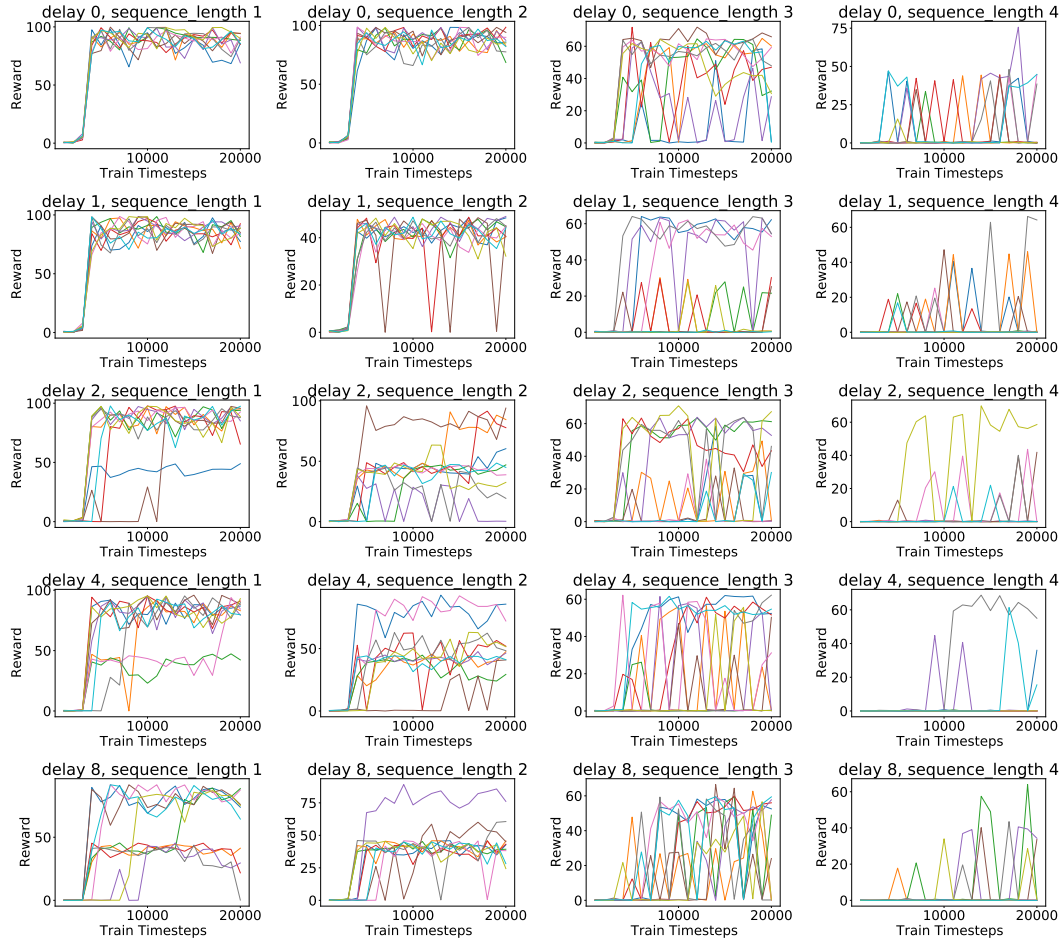 delay 0, sequence_length 1
100
50
0
Reward
10000
20000
Train Timesteps
delay 0, sequence_length 2
100
50
0
Reward
10000
20000
Train Timesteps
delay 0, sequence_length 3
60
40
20
0
Reward
10000
20000
Train Timesteps
delay 0, sequence_length 4
75
50
25
0
Reward
10000
20000
Train Timesteps
delay 1, sequence_length 1
100
50
0
Reward
10000
20000
Train Timesteps
delay 1, sequence_length 2
40
20
0
Reward
10000
20000
Train Timesteps
delay 1, sequence_length 3
60
40
20
0
Reward
10000
20000
Train Timesteps
delay 1, sequence_length 4
60
40
20
0
Reward
10000
20000
Train Timesteps
delay 2, sequence_length 1
100
50
0
Reward
10000
20000
Train Timesteps
delay 2, sequence_length 2
100
50
0
Reward
10000
20000
Train Timesteps
delay 2, sequence_length 3
60
40
20
0
Reward
10000
20000
Train Timesteps
delay 2, sequence_length 4
60
40
20
0
Reward
10000
20000
Train Timesteps
delay 4, sequence_length 1
100
50
0
Reward
10000
20000
Train Timesteps
delay 4, sequence_length 2
50
0
Reward
10000
20000
Train Timesteps
delay 4, sequence_length 3
60
40
20
0
Reward
10000
20000
Train Timesteps
delay 4, sequence_length 4
60
40
20
0
Reward
10000
20000
Train Timesteps
delay 8, sequence_length 1
50
0
Reward
10000
20000
Train Timesteps
delay 8, sequence_length 2
75
50
25
0
Reward
10000
20000
Train Timesteps
delay 8, sequence_length 3
60
40
20
0
Reward
10000
20000
Train Timesteps
delay 8, sequence_length 4
60
40
20
0
Reward
10000
20000
Train Timesteps